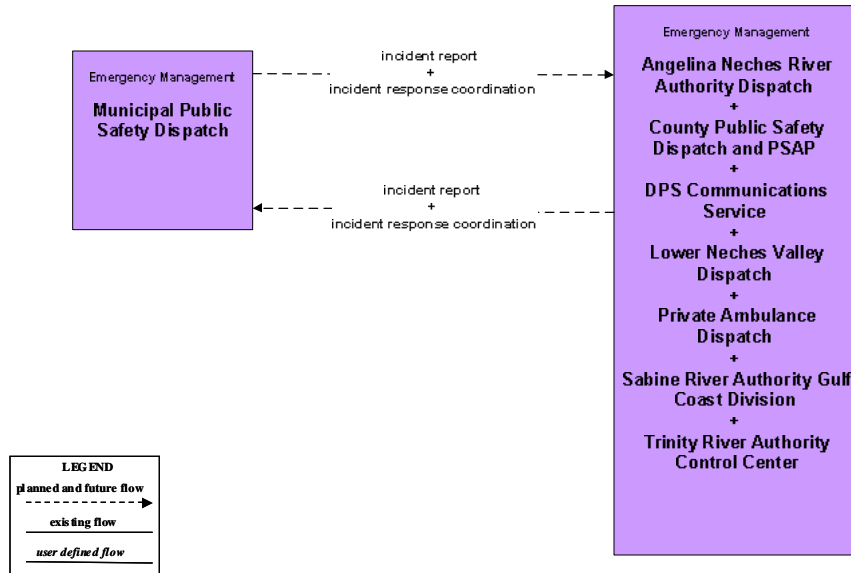 Emergency Management
Municipal Public
Safety Dispatch
incident report
+
incident response coordination
incident report
+
incident response coordination
Emergency Management
Angelina Neches River
Authority Dispatch
+
County Public Safety
Dispatch and PSAP
+
DPS Communications
Service
+
Lower Neches Valley
Dispatch
+
Private Ambulance
Dispatch
+
Sabine River Authority Gulf
Coast Division
+
Trinity River Authority
Control Center
LEGEND
planned and future flow
existing flow
user defined flow